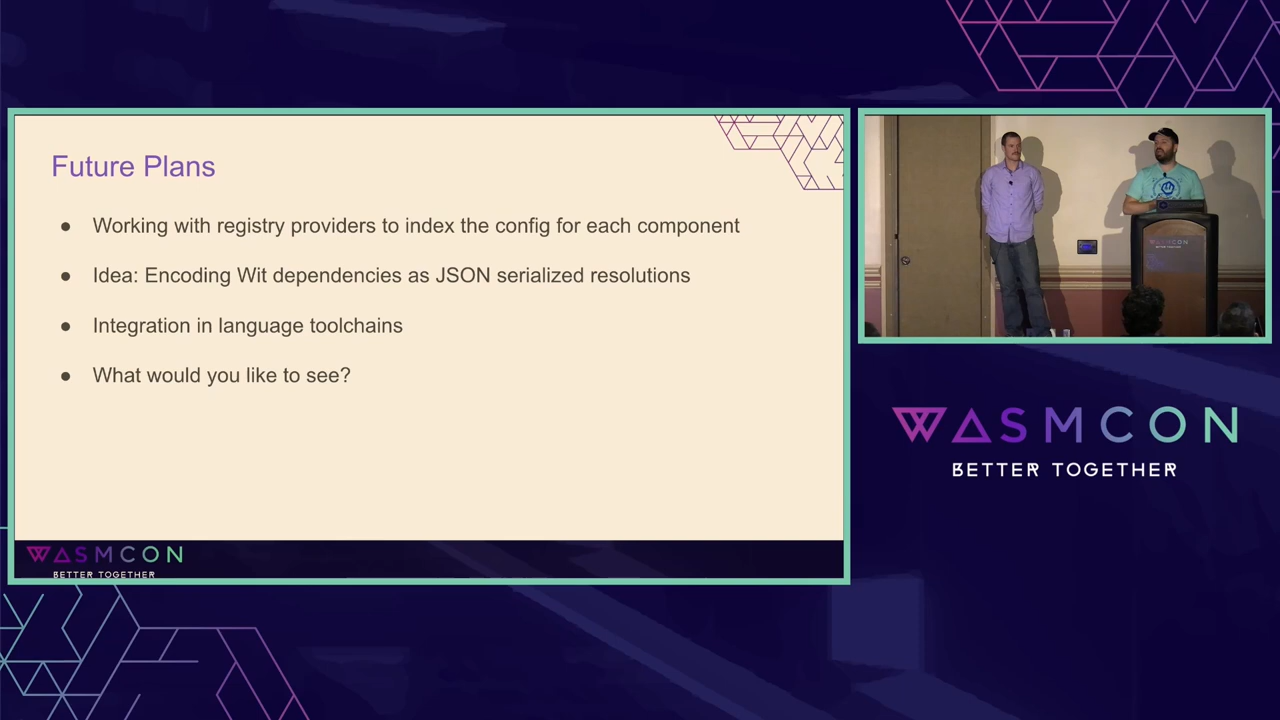 Future Plans
● Working with registry providers to index the config for each component
● Idea: Encoding Wit dependencies as JSON serialized resolutions
● Integration in language toolchains
● What would you like to see?
WASMCON
BETTER TOGETHER
WASMCON
BETTER TOGETHER
WASMCON